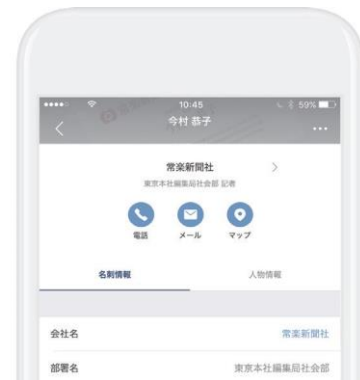 10:45
59%
今村 恭子
常楽新聞社
東京本社編集局社会部 記者
電話 メール マップ
名刺情報 人物情報
会社名 常楽新聞社
部署名 東京本社編集局社会部